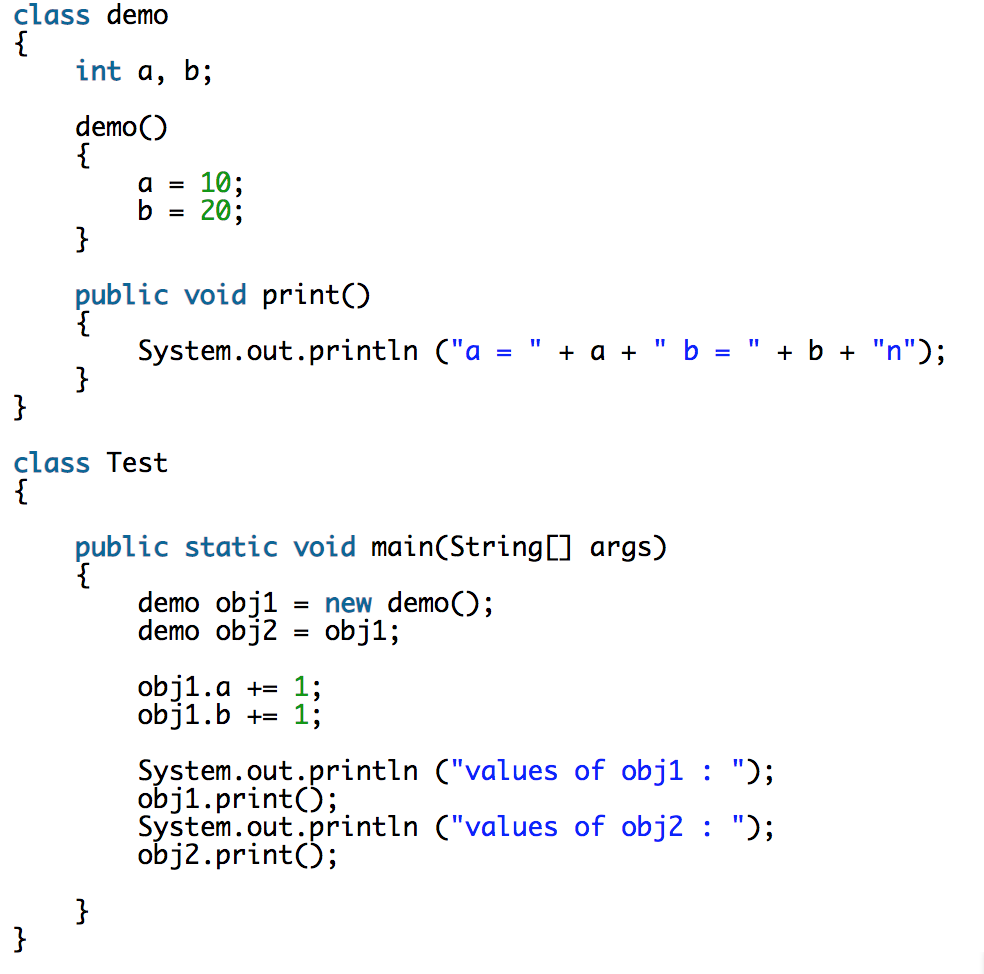 class demo
{
    int a, b;

    demo()
    {
        a = 10;
        b = 20;
    }

    public void print()
    {
        System.out.println ("a = " + a + " b = " + b + "n");
    }
}

class Test
{

    public static void main(String[] args)
    {
        demo obj1 = new demo();
        demo obj2 = obj1;

        obj1.a += 1;
        obj1.b += 1;

        System.out.println ("values of obj1 : ");
        obj1.print();
        System.out.println ("values of obj2 : ");
        obj2.print();

    }
}